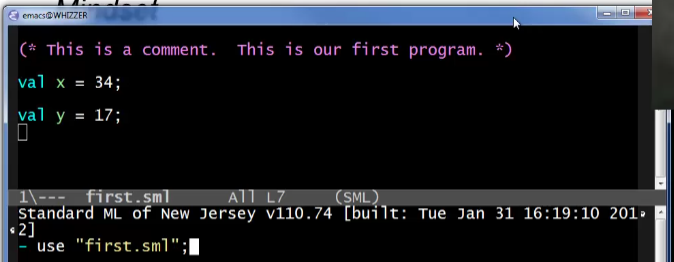 Mindset
emacs@WHIZZER
(* This is a comment.  This is our first program. *)
val x = 34;
val y = 17;
1\---  first.sml      All L7      (SML)
Standard ML of New Jersey v110.74 [built: Tue Jan 31 16:19:10 201
2]
- use "first.sml";